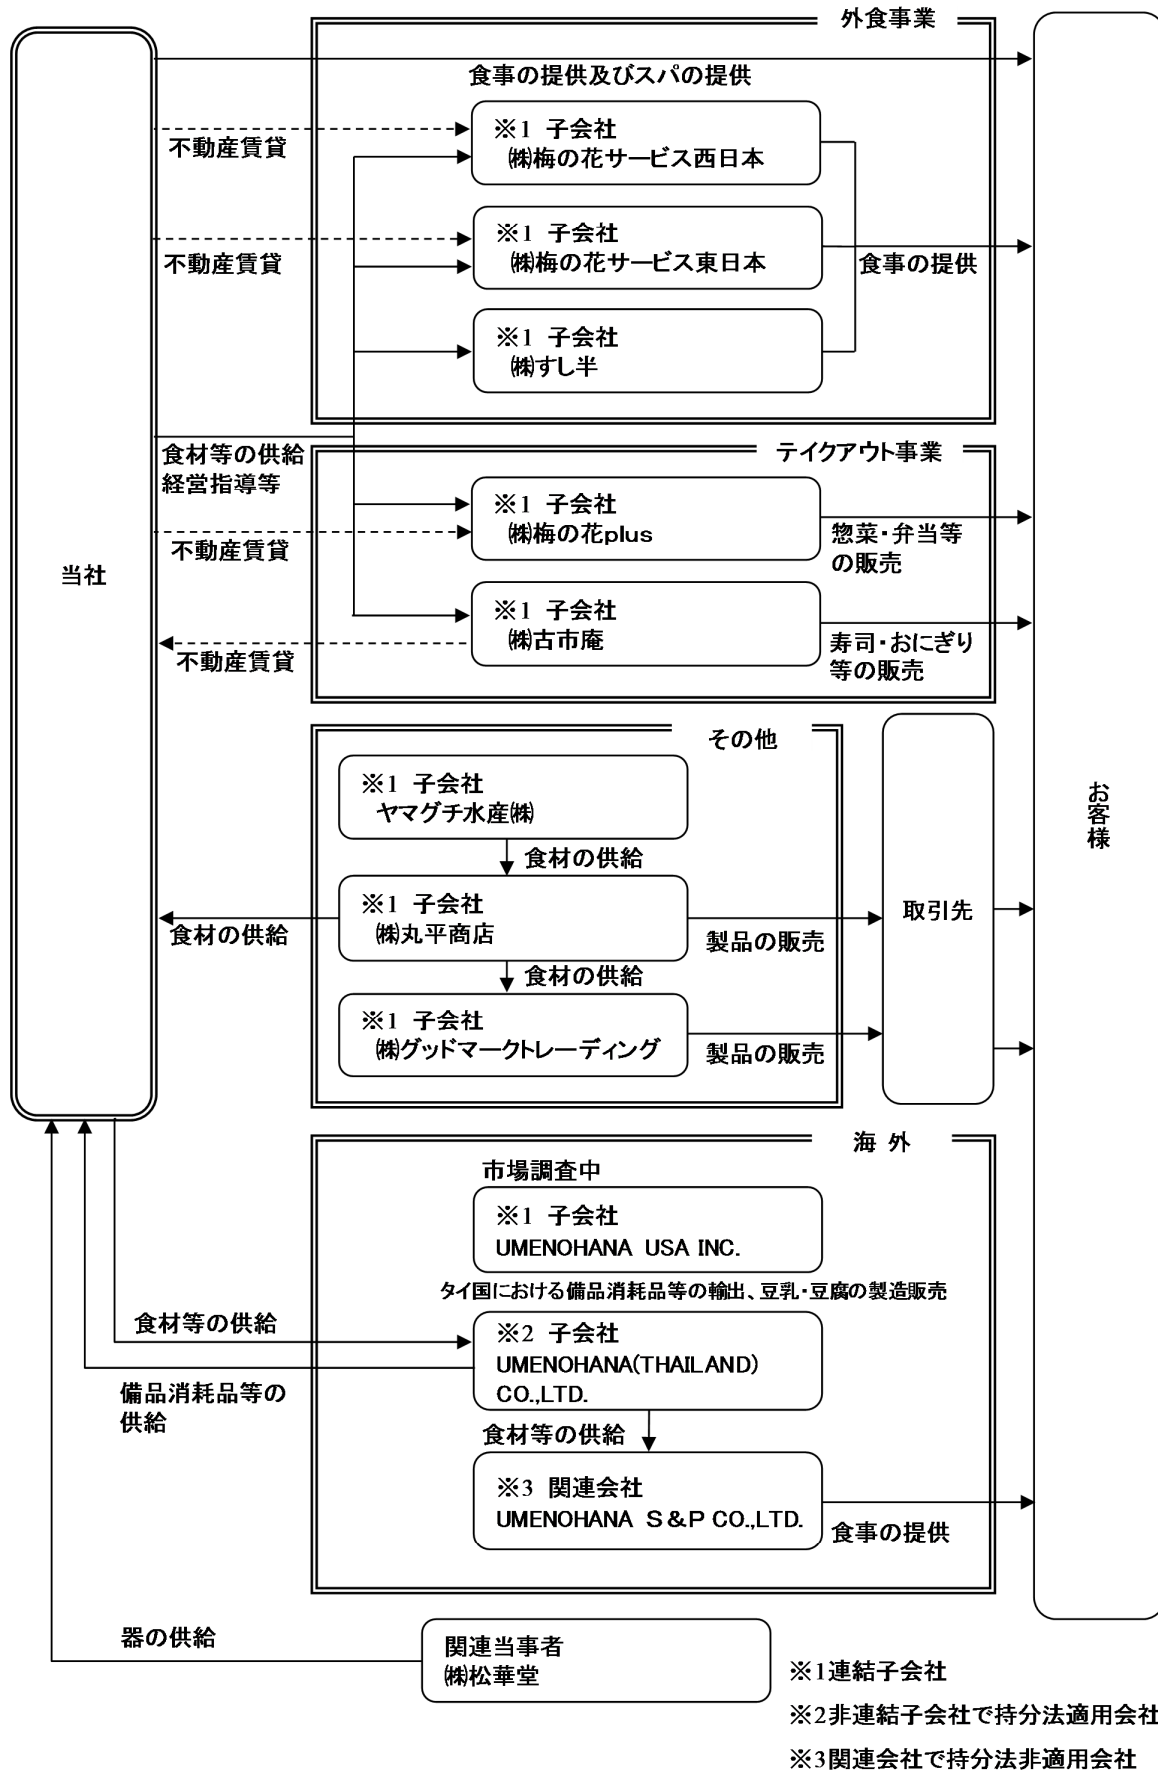 外食事業
食事の提供及びスパの提供
不動産賃貸
※1 子会社
㈱梅の花サービス西日本
不動産賃貸
※1 子会社
㈱梅の花サービス東日本
食事の提供
※1 子会社
㈱すし半
食材等の供給
経営指導等
テイクアウト事業
※1 子会社
㈱梅の花plus
惣菜・弁当等
の販売
不動産賃貸
当社
※1 子会社
㈱古市庵
寿司・おにぎり
等の販売
不動産賃貸
その他
※1 子会社
ヤマグチ水産㈱
お客様
食材の供給
※1 子会社
㈱丸平商店
食材の供給
製品の販売
取引先
食材の供給
※1 子会社
㈱グッドマークトレーディング
製品の販売
海 外
市場調査中
※1 子会社
UMENOHANA USA INC.
タイ国における備品消耗品等の輸出、豆乳・豆腐の製造販売
食材等の供給
※2 子会社
UMENOHANA(THAILAND)
CO.,LTD.
備品消耗品等の
供給
食材等の供給
※3 関連会社
UMENOHANA S&P CO.,LTD.
食事の提供
器の供給
関連当事者
㈱松華堂
※1連結子会社
※2非連結子会社で持分法適用会社
※3関連会社で持分法非適用会社